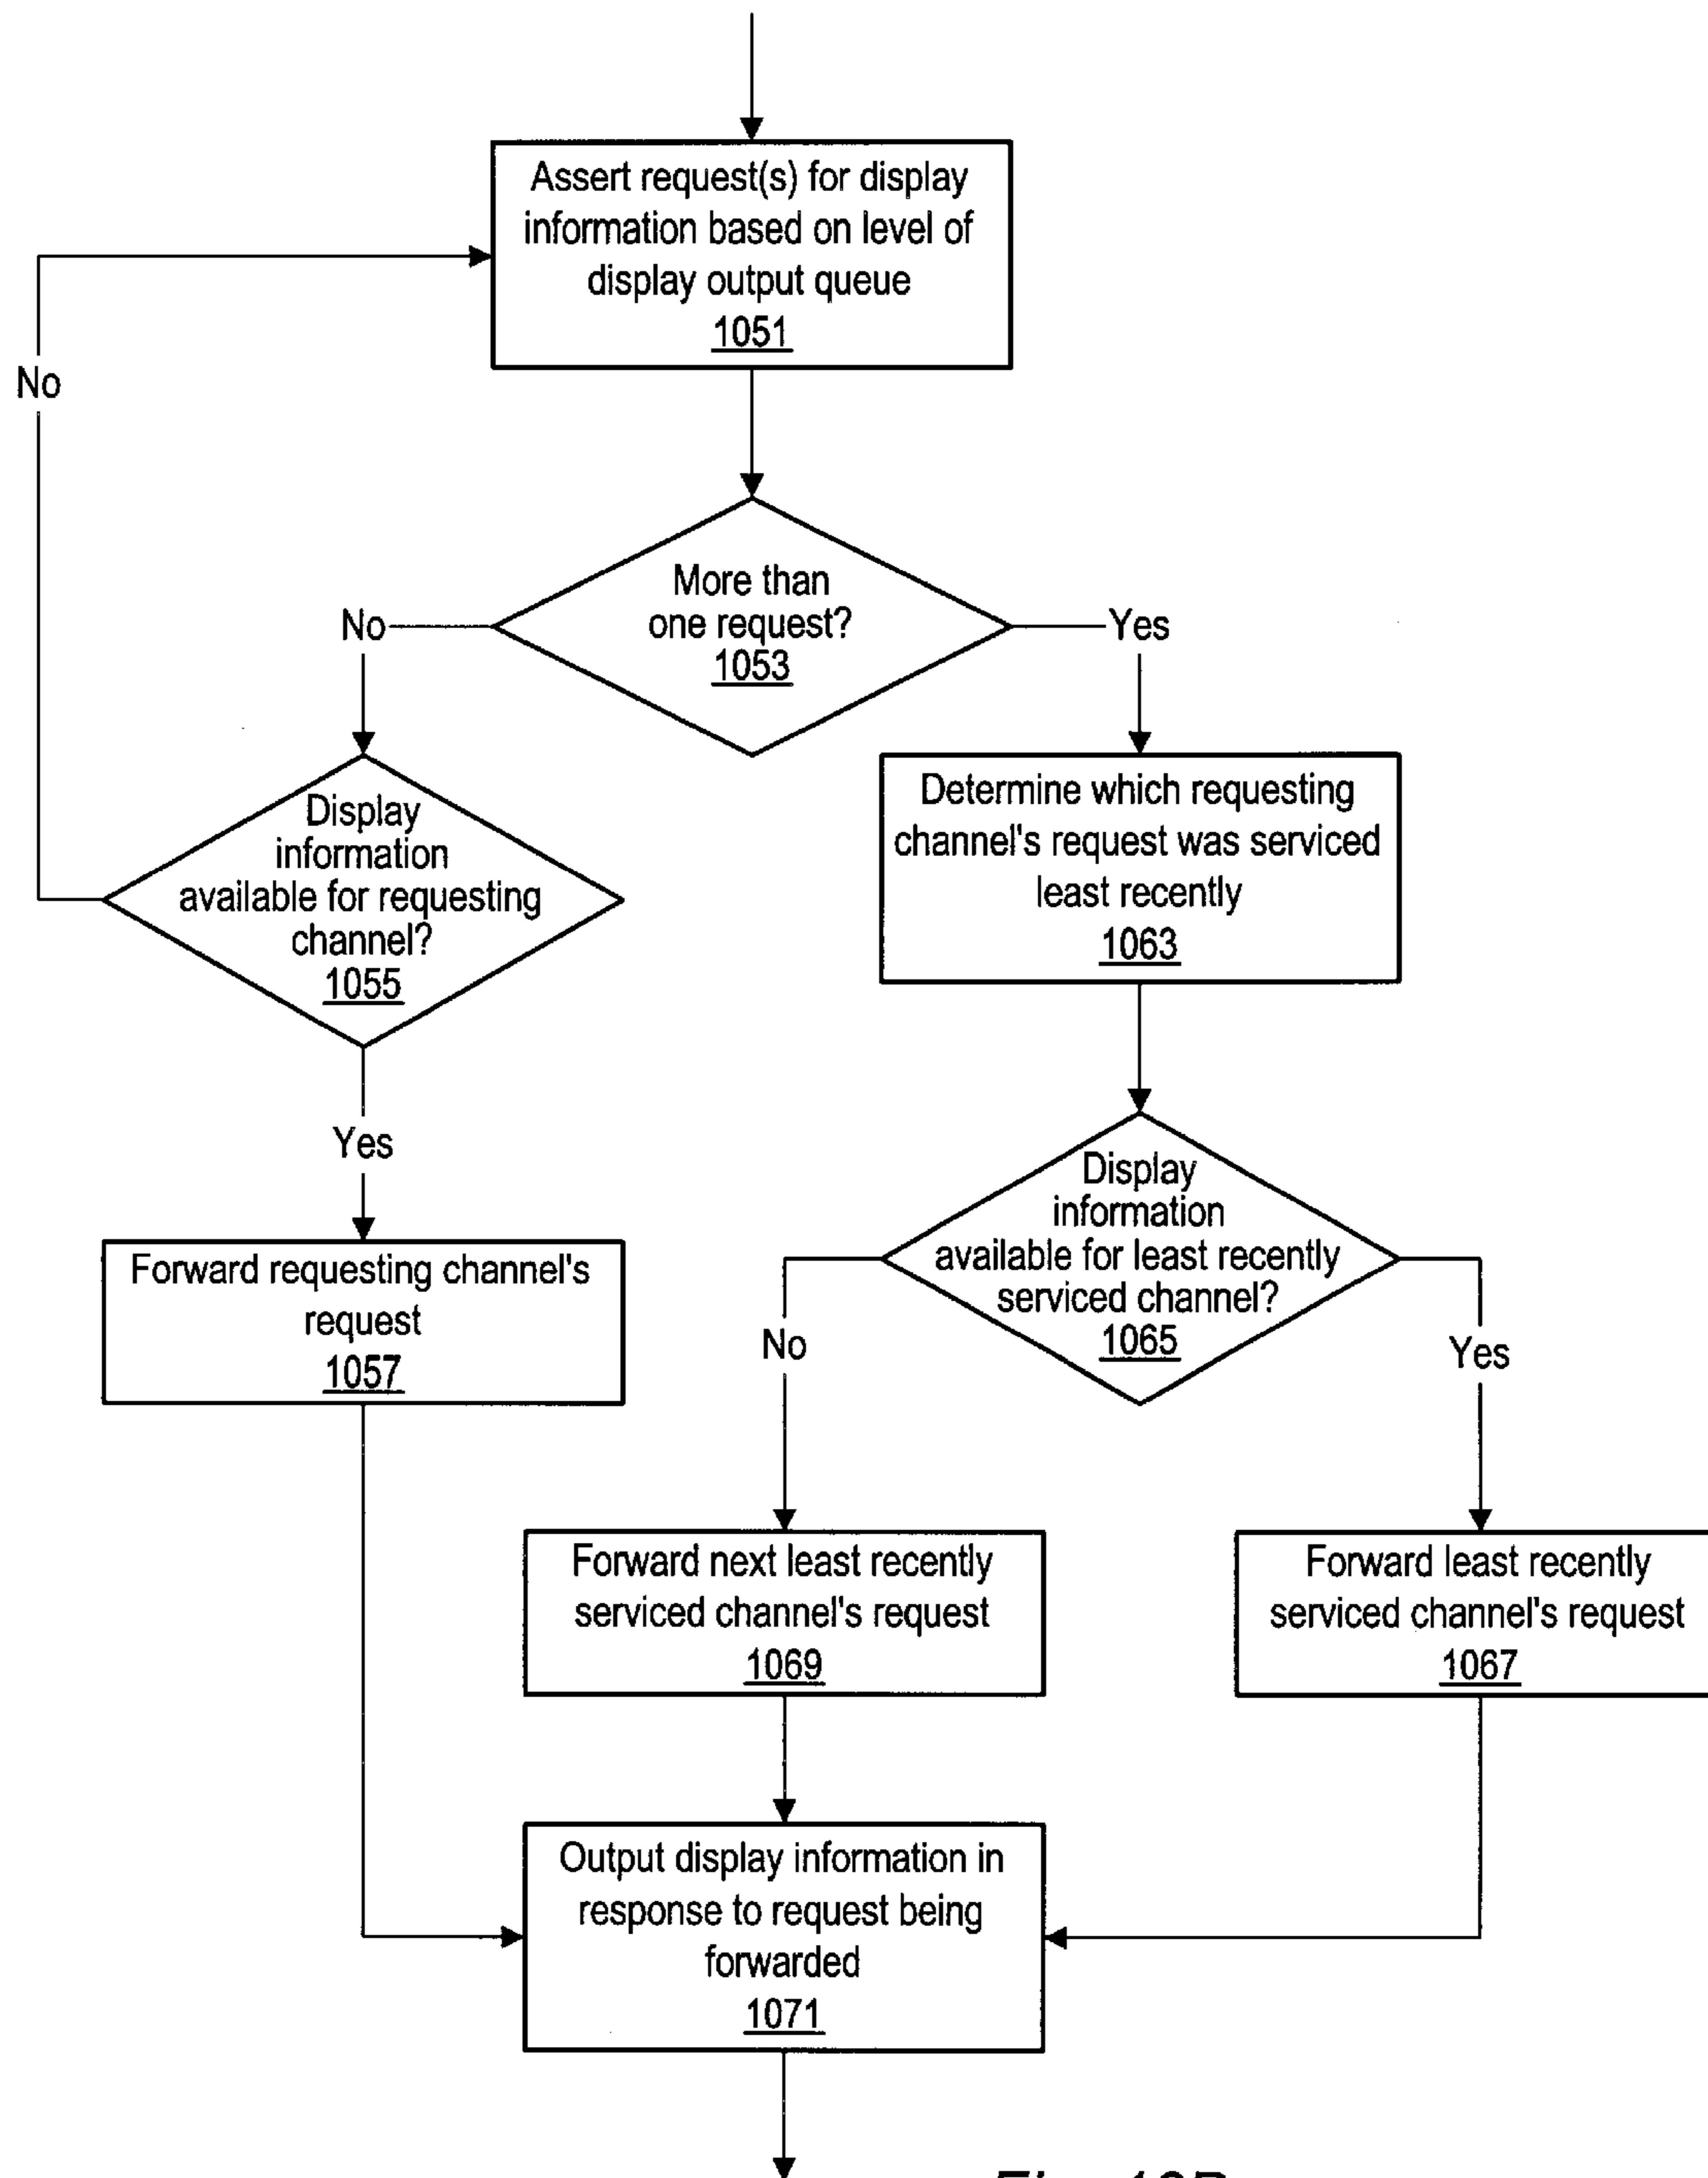 Assert request(s) for display
information based on level of
display output queue
1051
No
More than
one request?
1053
No
Yes
Display
information
available for requesting
channel?
1055
Determine which requesting
channel's request was serviced
least recently
1063
Yes
Display
information
available for least recently
serviced channel?
1065
Forward requesting channel's
request
1057
No
Yes
Forward next least recently
serviced channel's request
1069
Forward least recently
serviced channel's request
1067
Output display information in
response to request being
forwarded
1071